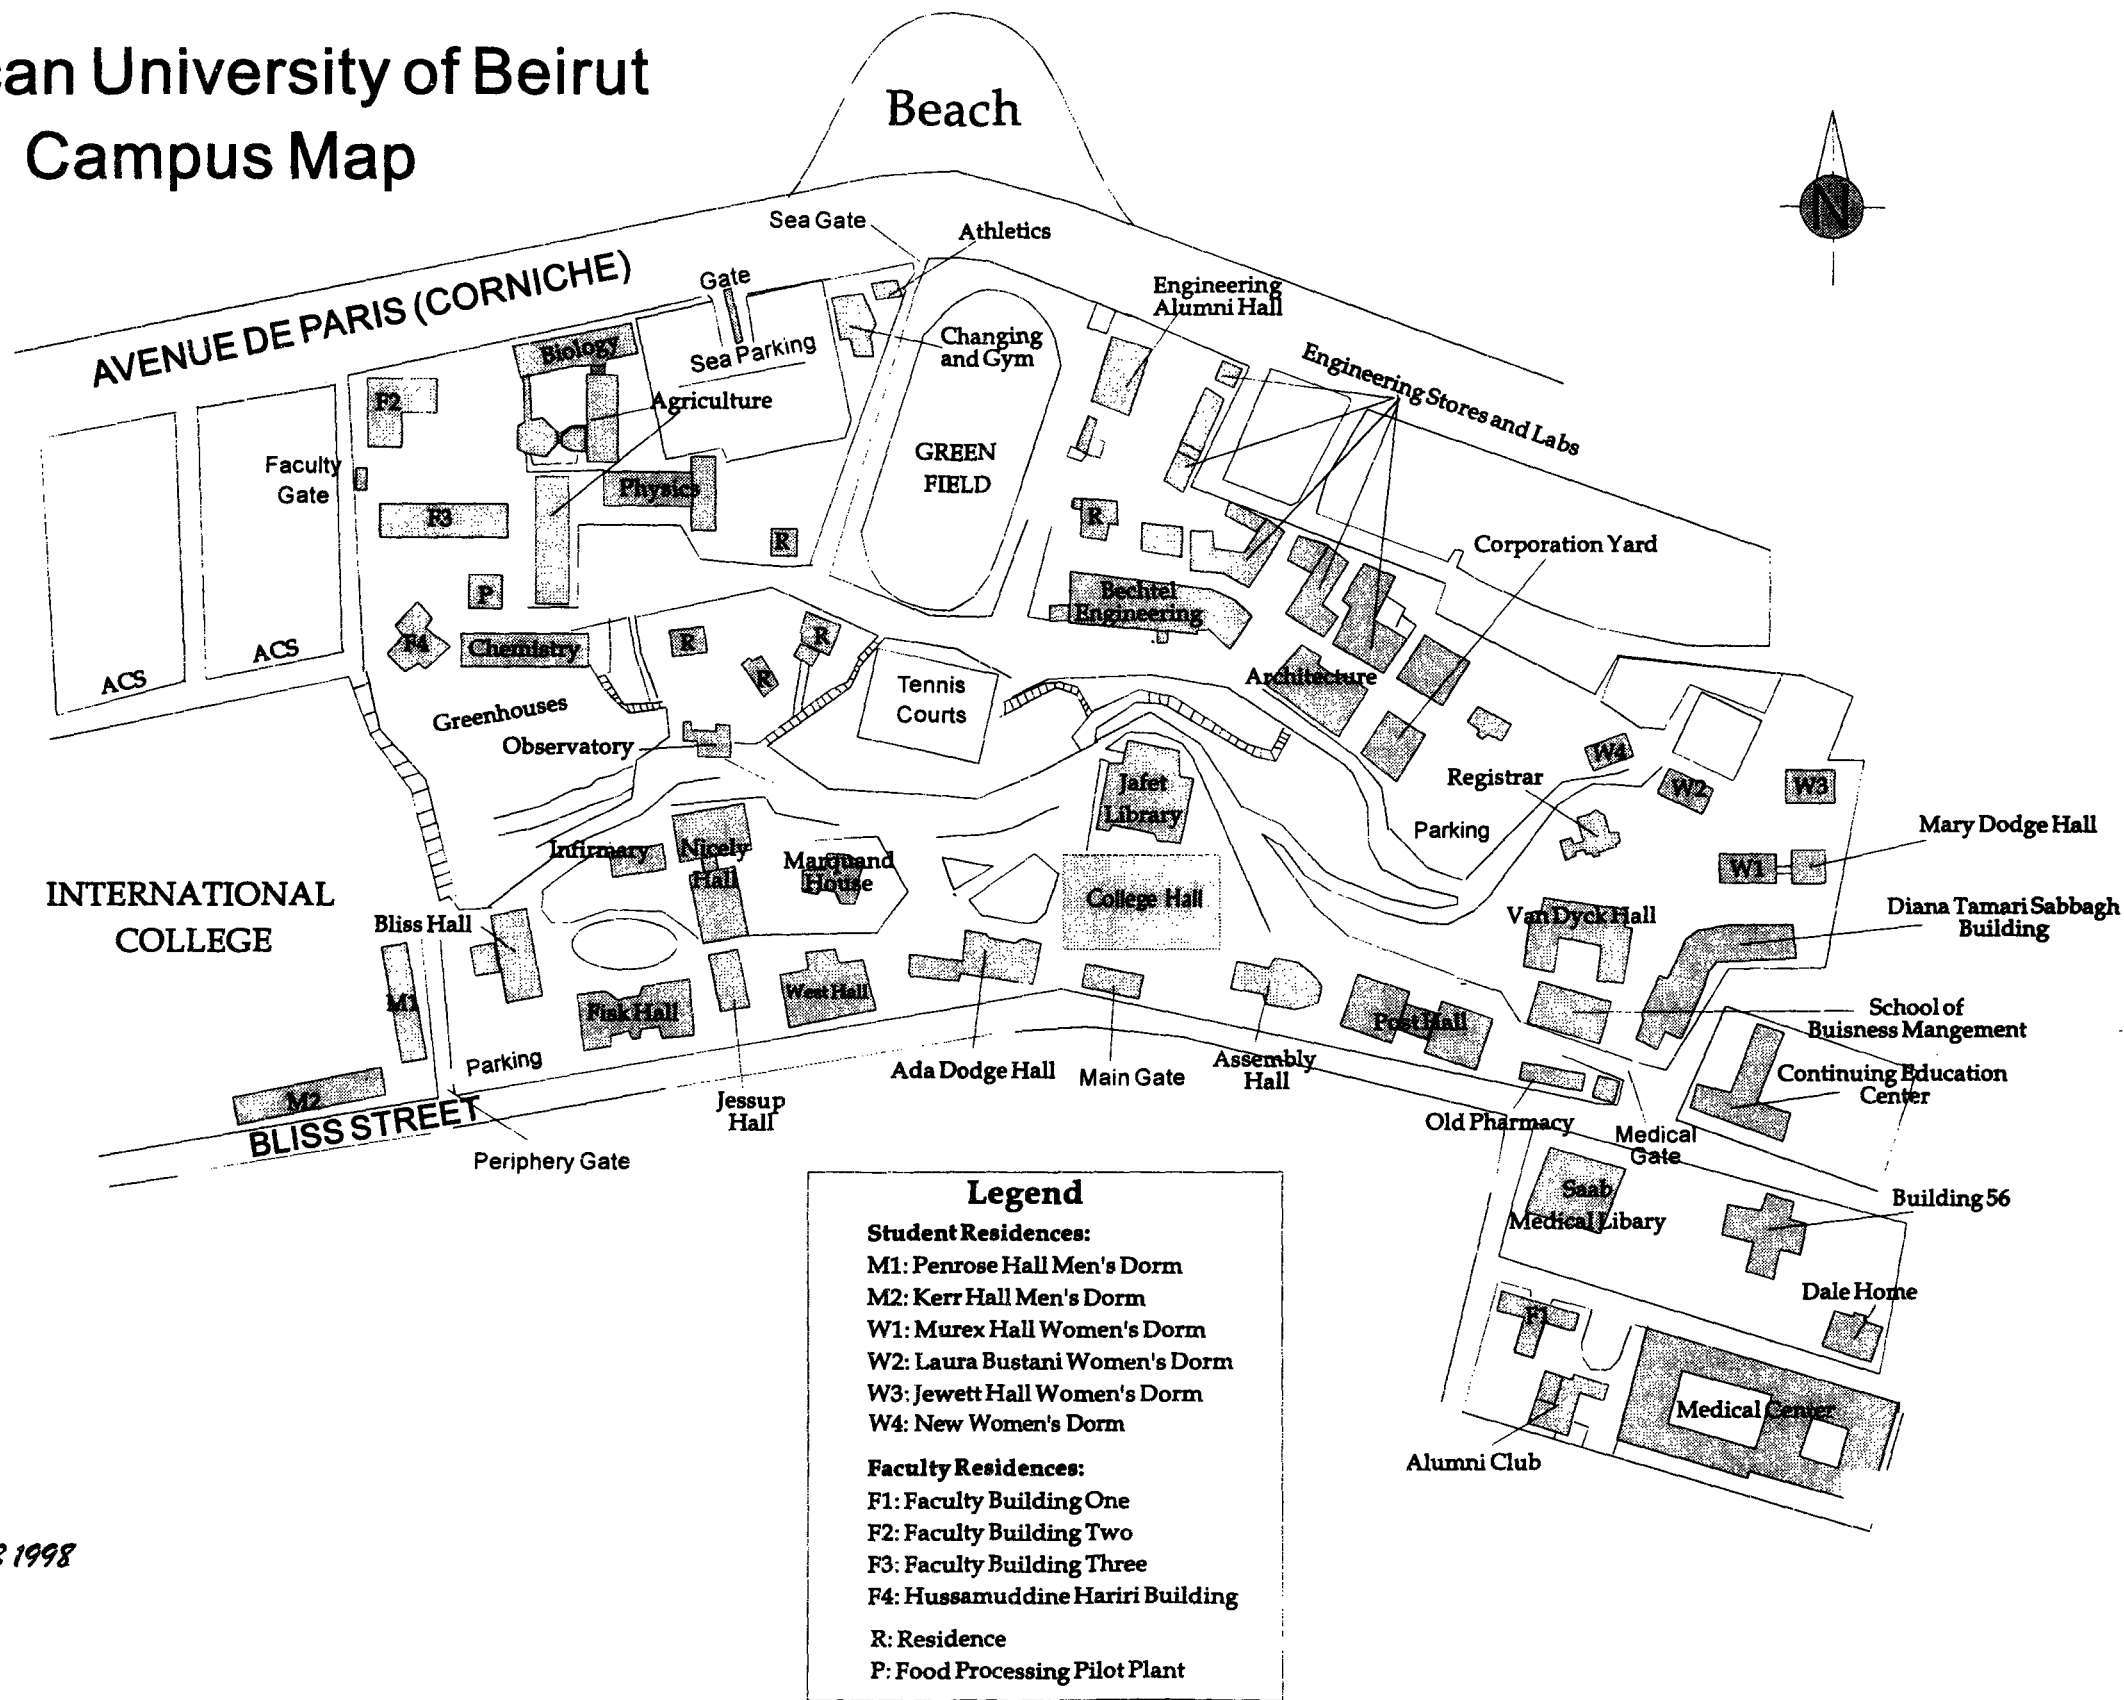 can University of Beirut
Campus Map
Beach
N
Sea Gate
Athletics
AVENUE DE PARIS (CORNICHE)
Gate
Engineering
Alumni Hall
Changing
and Gym
Sea Parking
Biology
Engineering Stores and Labs
F2
Agriculture
GREEN
FIELD
Faculty
Gate
Physics
F3
R
R
Corporation Yard
P
Bechtel
Engineering
F4
Chemistry
R
R
R
ACS
ACS
Tennis
Courts
Architecture
Greenhouses
Observatory
W4
Registrar
Jafet
Library
W2
W3
Parking
Mary Dodge Hall
Infirmary
Nicely
Hall
Marquand
House
W1
INTERNATIONAL
COLLEGE
College Hall
Van Dyck Hall
Diana Tamari Sabbagh
Building
Bliss Hall
M1
West Hall
Fisk Hall
Post Hall
School of
Buisness Mangement
Parking
Ada Dodge Hall
Main Gate
Assembly
Hall
Continuing Education
Center
M2
Jessup
Hall
BLISS STREET
Old Pharmacy
Medical
Gate
Periphery Gate
Saab
Medical Libary
Building 56
Dale Home
F1
Medical Center
Alumni Club
Legend
Student Residences:
M1: Penrose Hall Men's Dorm
M2: Kerr Hall Men's Dorm
W1: Murex Hall Women's Dorm
W2: Laura Bustani Women's Dorm
W3: Jewett Hall Women's Dorm
W4: New Women's Dorm
Faculty Residences:
F1: Faculty Building One
F2: Faculty Building Two
F3: Faculty Building Three
F4: Hussamuddine Hariri Building
R: Residence
P: Food Processing Pilot Plant
1998